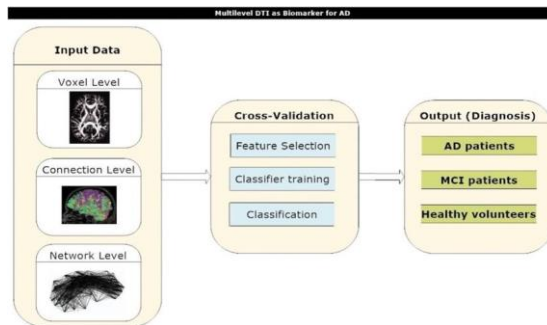 Multilevel DTI as Biomarker for AD
Input Data
Voxel Level
Connection Level
Network Level
Cross-Validation
Feature Selection
Classifier training
Classification
Output (Diagnosis)
AD patients
MCI patients
Healthy volunteers